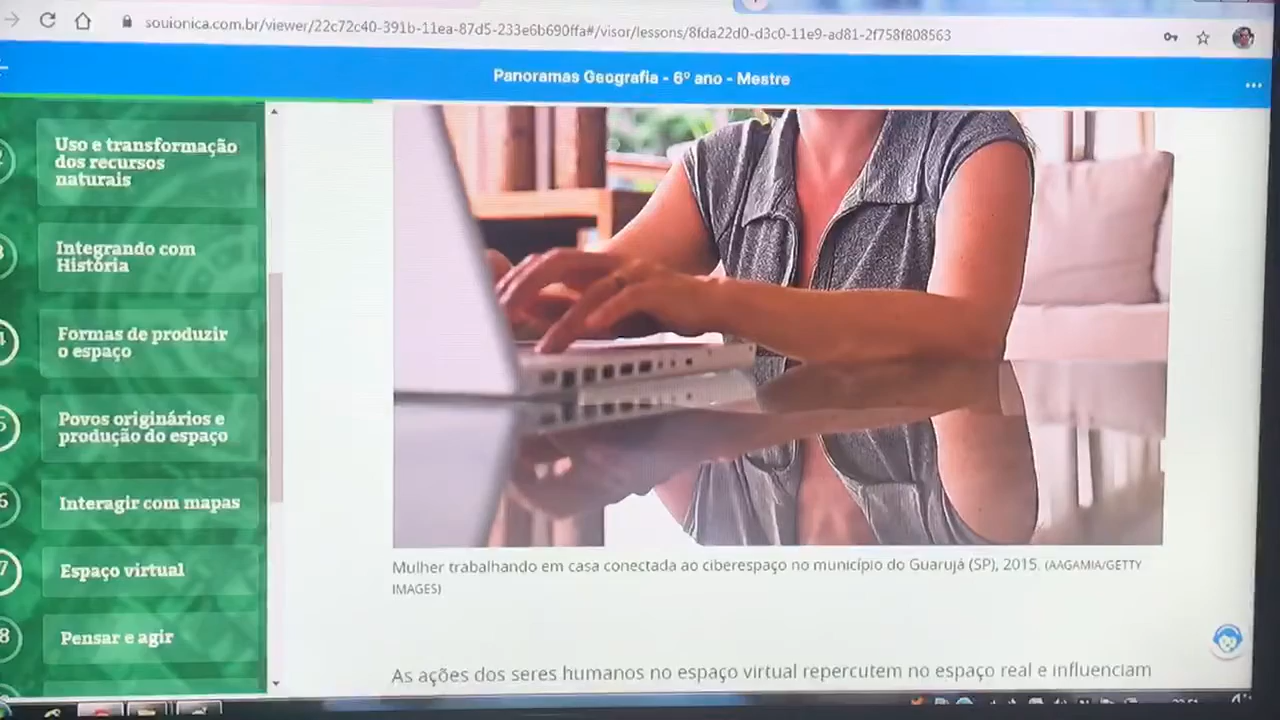 souionica.com.br/viewer/22c72c40-391b-11ea-87d5-233e6b690ffa#/visor/lessons/8fda22d0-d3c0-11e9-ad81-2f758f808563
Panoramas Geografia - 6º ano - Mestre
Uso e transformação
dos recursos
naturais
Integrando com
História
Formas de produzir
o espaço
Povos originários e
produção do espaço
6
Interagir com mapas
7
Espaço virtual
8
Pensar e agir
Mulher trabalhando em casa conectada ao ciberespaço no município do Guarujá (SP), 2015. (AAGAMIA/GETTY
IMAGES)
As ações dos seres humanos no espaço virtual repercutem no espaço real e influenciam